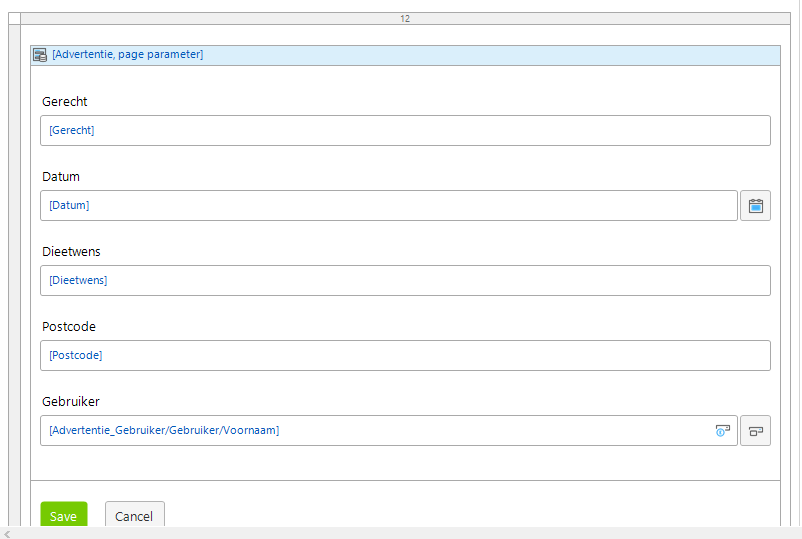 12
[Advertentie, page parameter]
Gerecht
[Gerecht]
Datum
[Datum]
Dieetwens
[Dieetwens]
Postcode
[Postcode]
Gebruiker
[Advertentie_Gebruiker/Gebruiker/Voornaam]
Save Cancel